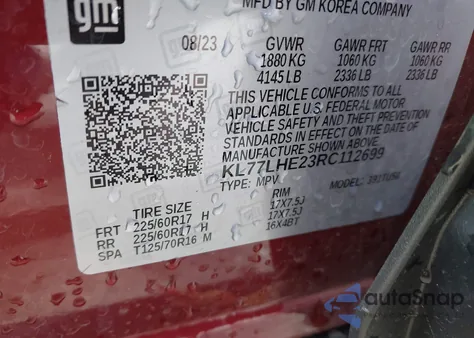 gm
BY GM KOREA COMPANY
08/23 GVWR GAWR FRT GAWR RR
1880 KG 1060 KG 1060 KG
4145 LB 2336 LB 2336 LB
THIS VEHICLE CONFORMS TO ALL
APPLICABLE U.S. FEDERAL MOTOR
VEHICLE SAFETY AND THEFT
PREVENTION STANDARDS IN EFFECT ON THE DATE OF
MANUFACTURE SHOWN ABOVE.
KL77LHE23RC112699
TYPE: MPV MODEL:
TIRE SIZE RIM
FRT 225/60R17 H 17X7.5J
RR 225/60R17 H 17X7.5J
SPA T125/70R16 M 16X4BT
autoSnap